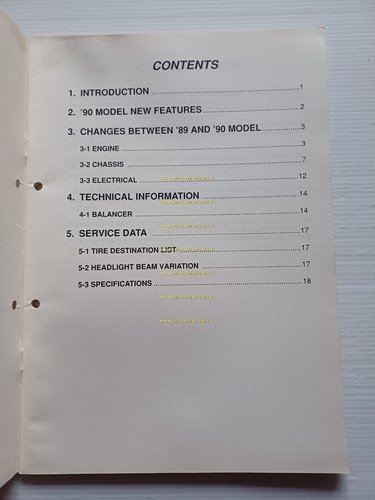 CONTENTS
1. INTRODUCTION 1
2. '90 MODEL NEW FEATURES 2
3. CHANGES BETWEEN '89 AND '90 MODEL 3
3-1 ENGINE 3
3-2 CHASSIS 7
3-3 ELECTRICAL 12
4. TECHNICAL INFORMATION 14
4-1 BALANCER 14
5. SERVICE DATA 17
5-1 TIRE DESTINATION LIST 17
5-2 HEADLIGHT BEAM VARIATION 17
5-3 SPECIFICATIONS 18